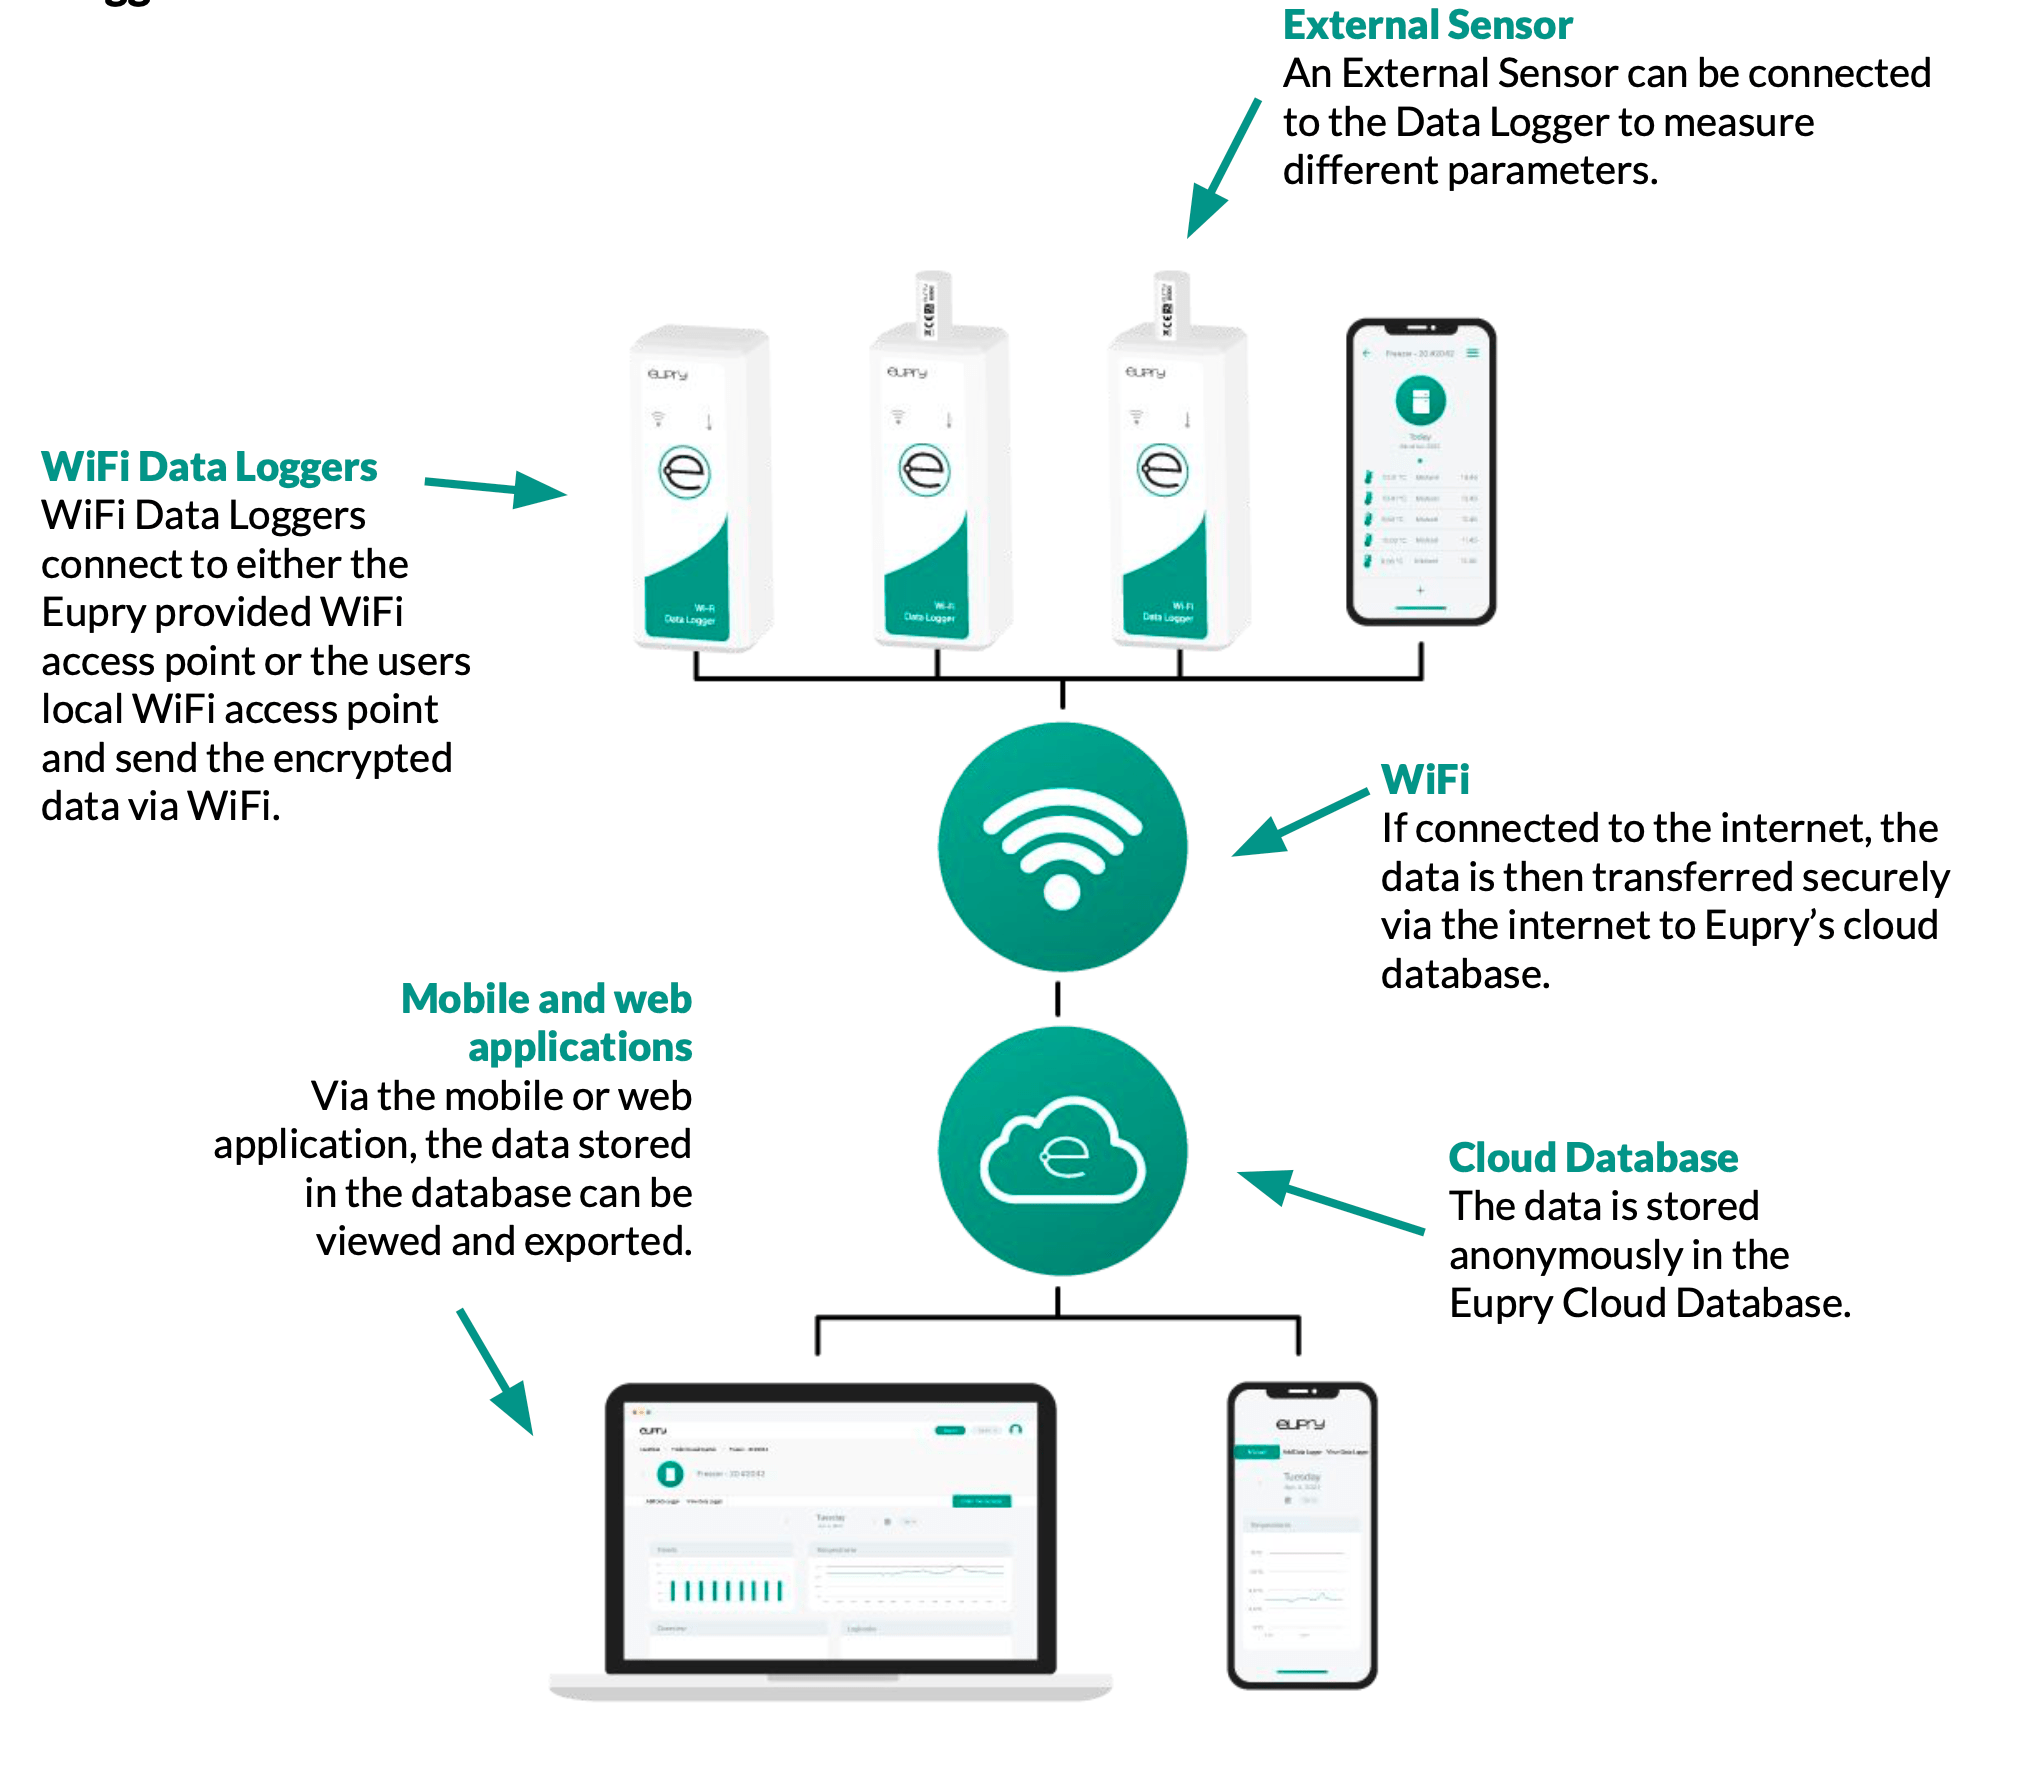 External Sensor
An External Sensor can be connected
to the Data Logger to measure
different parameters.
WiFi Data Loggers
WiFi Data Loggers
connect to either the
Eupry provided WiFi
access point or the users
local WiFi access point
and send the encrypted
data via WiFi.
eupry
Wi-Fi
Data Logger
eupry
Wi-Fi
Data Logger
eupry
Wi-Fi
Data Logger
Today
WiFi
If connected to the internet, the
data is then transferred securely
via the internet to Eupry’s cloud
database.
Mobile and web
applications
Via the mobile or web
application, the data stored
in the database can be
viewed and exported.
Cloud Database
The data is stored
anonymously in the
Eupry Cloud Database.
eupry
Tuesday
eupry
Tuesday